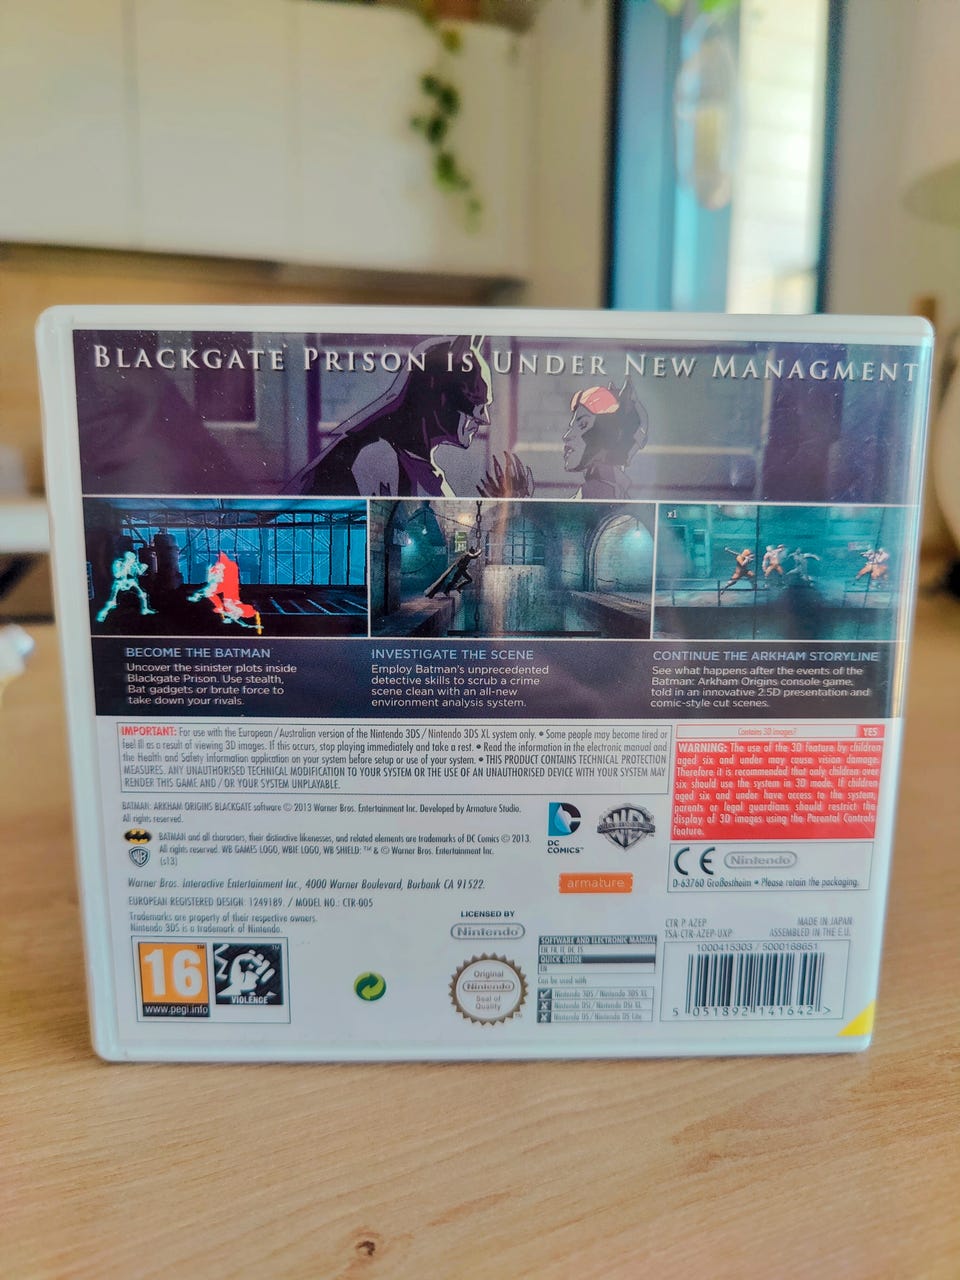 BLACKGATE PRISON IS UNDER NEW MANAGMENT
x1
BECOME THE BATMAN
Uncover the sinister plots inside
Blackgate Prison. Use stealth,
Bat gadgets or brute force to
take down your rivals.
INVESTIGATE THE SCENE
Employ Batman's unprecedented
detective skills to scrub a crime
scene clean with an all-new
environment analysis system.
CONTINUE THE ARKHAM STORYLINE
See what happens after the events of the
Batman: Arkham Origins console game,
told in an innovative 2.5D presentation and
comic-style cut scenes.
IMPORTANT: For use with the European / Australian version of the Nintendo 3DS / Nintendo 3DS XL system only. • Some people may become tired or
feel ill as a result of viewing 3D images. If this occurs, stop playing immediately and take a rest. • Read the information in the electronic manual and
the Health and Safety Information application on your system before setup or use of your system. • THIS PRODUCT CONTAINS TECHNICAL PROTECTION
MEASURES. ANY UNAUTHORISED TECHNICAL MODIFICATION TO YOUR SYSTEM OR THE USE OF AN UNAUTHORISED DEVICE WITH YOUR SYSTEM MAY
RENDER THIS GAME AND / OR YOUR SYSTEM UNPLAYABLE.
Contains 3D images? YES
WARNING: The use of the 3D feature by children
aged six and under may cause vision damage.
Therefore it is recommended that only children over
six should use the system in 3D mode. If children
aged six and under have access to the system,
parents or legal guardians should restrict the
display of 3D images using the Parental Controls
feature.
BATMAN: ARKHAM ORIGINS BLACKGATE software © 2013 Warner Bros. Entertainment Inc. Developed by Armature Studio.
All rights reserved.
BATMAN and all characters, their distinctive likenesses, and related elements are trademarks of DC Comics © 2013.
All rights reserved. WB GAMES LOGO, WBIE LOGO, WB SHIELD: ™ & © Warner Bros. Entertainment Inc.
(s13)
DC
COMICS™
armature
CE Nintendo
D-63760 Großostheim • Please retain the packaging.
Warner Bros. Interactive Entertainment Inc., 4000 Warner Boulevard, Burbank CA 91522.
EUROPEAN REGISTERED DESIGN: 1249189. / MODEL NO.: CTR-005
Trademarks are property of their respective owners.
Nintendo 3DS is a trademark of Nintendo.
LICENSED BY
Nintendo
Original
Nintendo
Seal of
Quality
16
www.pegi.info
VIOLENCE
SOFTWARE AND ELECTRONIC MANUAL
EN, FR, IT, DE, ES
QUICK GUIDE
EN
Can be used with
Nintendo 3DS / Nintendo 3DS XL
Nintendo DSi / Nintendo DSi XL
Nintendo DS / Nintendo DS Lite
CTR P AZEP
TSA-CTR-AZEP-UXP
MADE IN JAPAN
ASSEMBLED IN THE E.U.
1000415303 / 5000188651
5 051892 141642 >